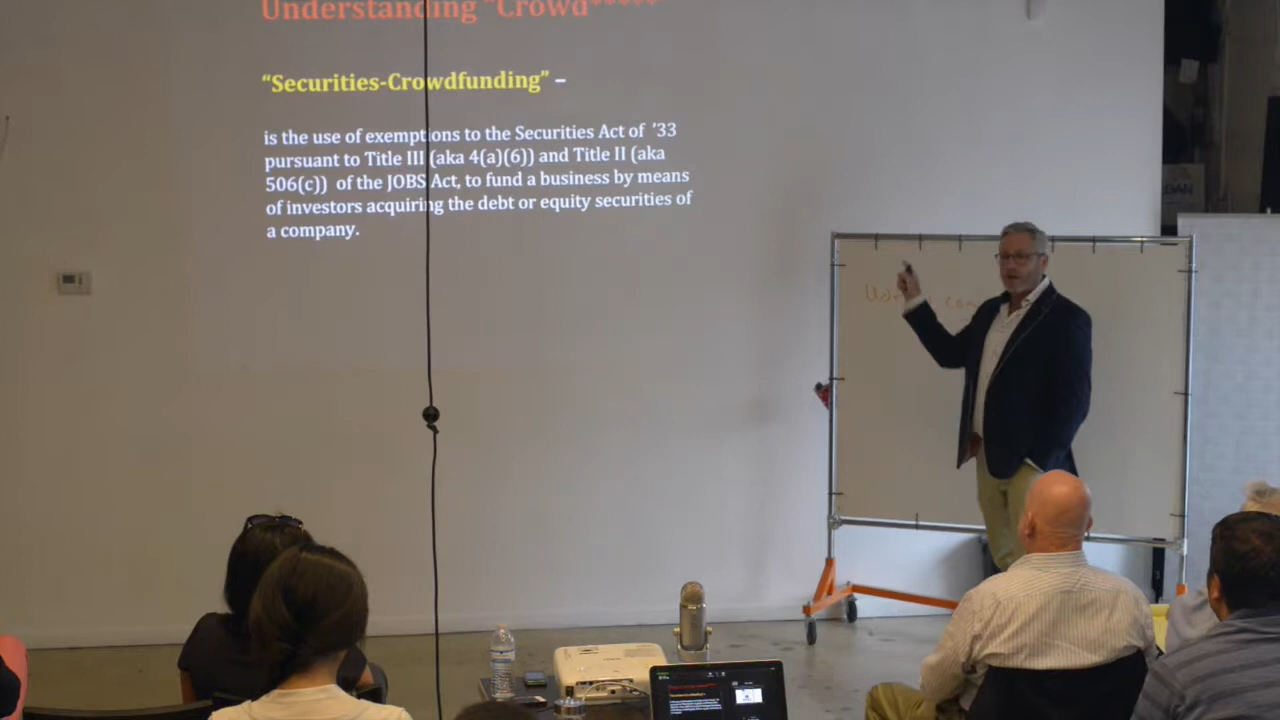 Understanding "Crowd*****"
“Securities-Crowdfunding” –
is the use of exemptions to the Securities Act of ’33
pursuant to Title III (aka 4(a)(6)) and Title II (aka
506(c)) of the JOBS Act, to fund a business by means
of investors acquiring the debt or equity securities of
a company.